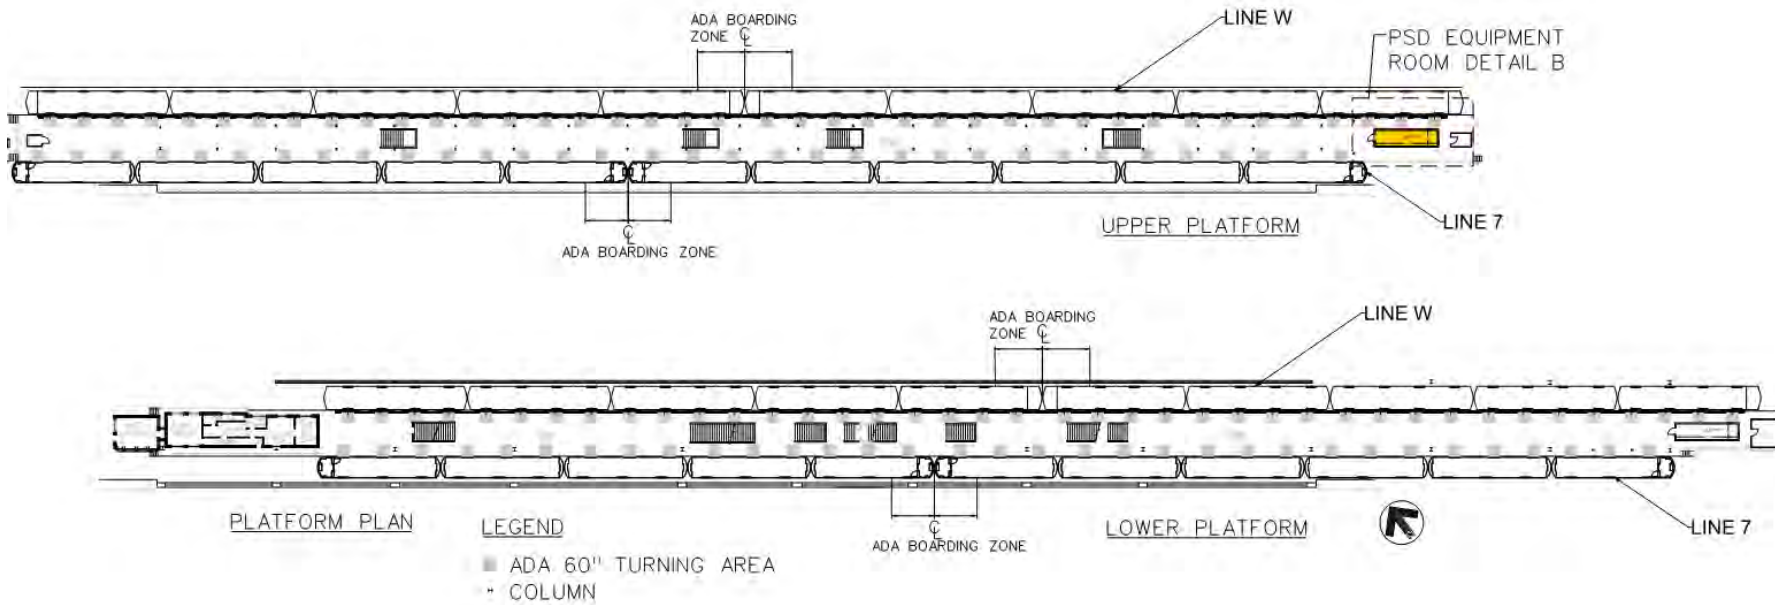 ADA BOARDING
ZONE ℄
LINE W
PSD EQUIPMENT
ROOM DETAIL B
℄
ADA BOARDING ZONE
UPPER PLATFORM
LINE 7
ADA BOARDING
ZONE ℄
LINE W
PLATFORM PLAN
LEGEND
℄
ADA BOARDING ZONE
LOWER PLATFORM
LINE 7
ADA 60" TURNING AREA
COLUMN